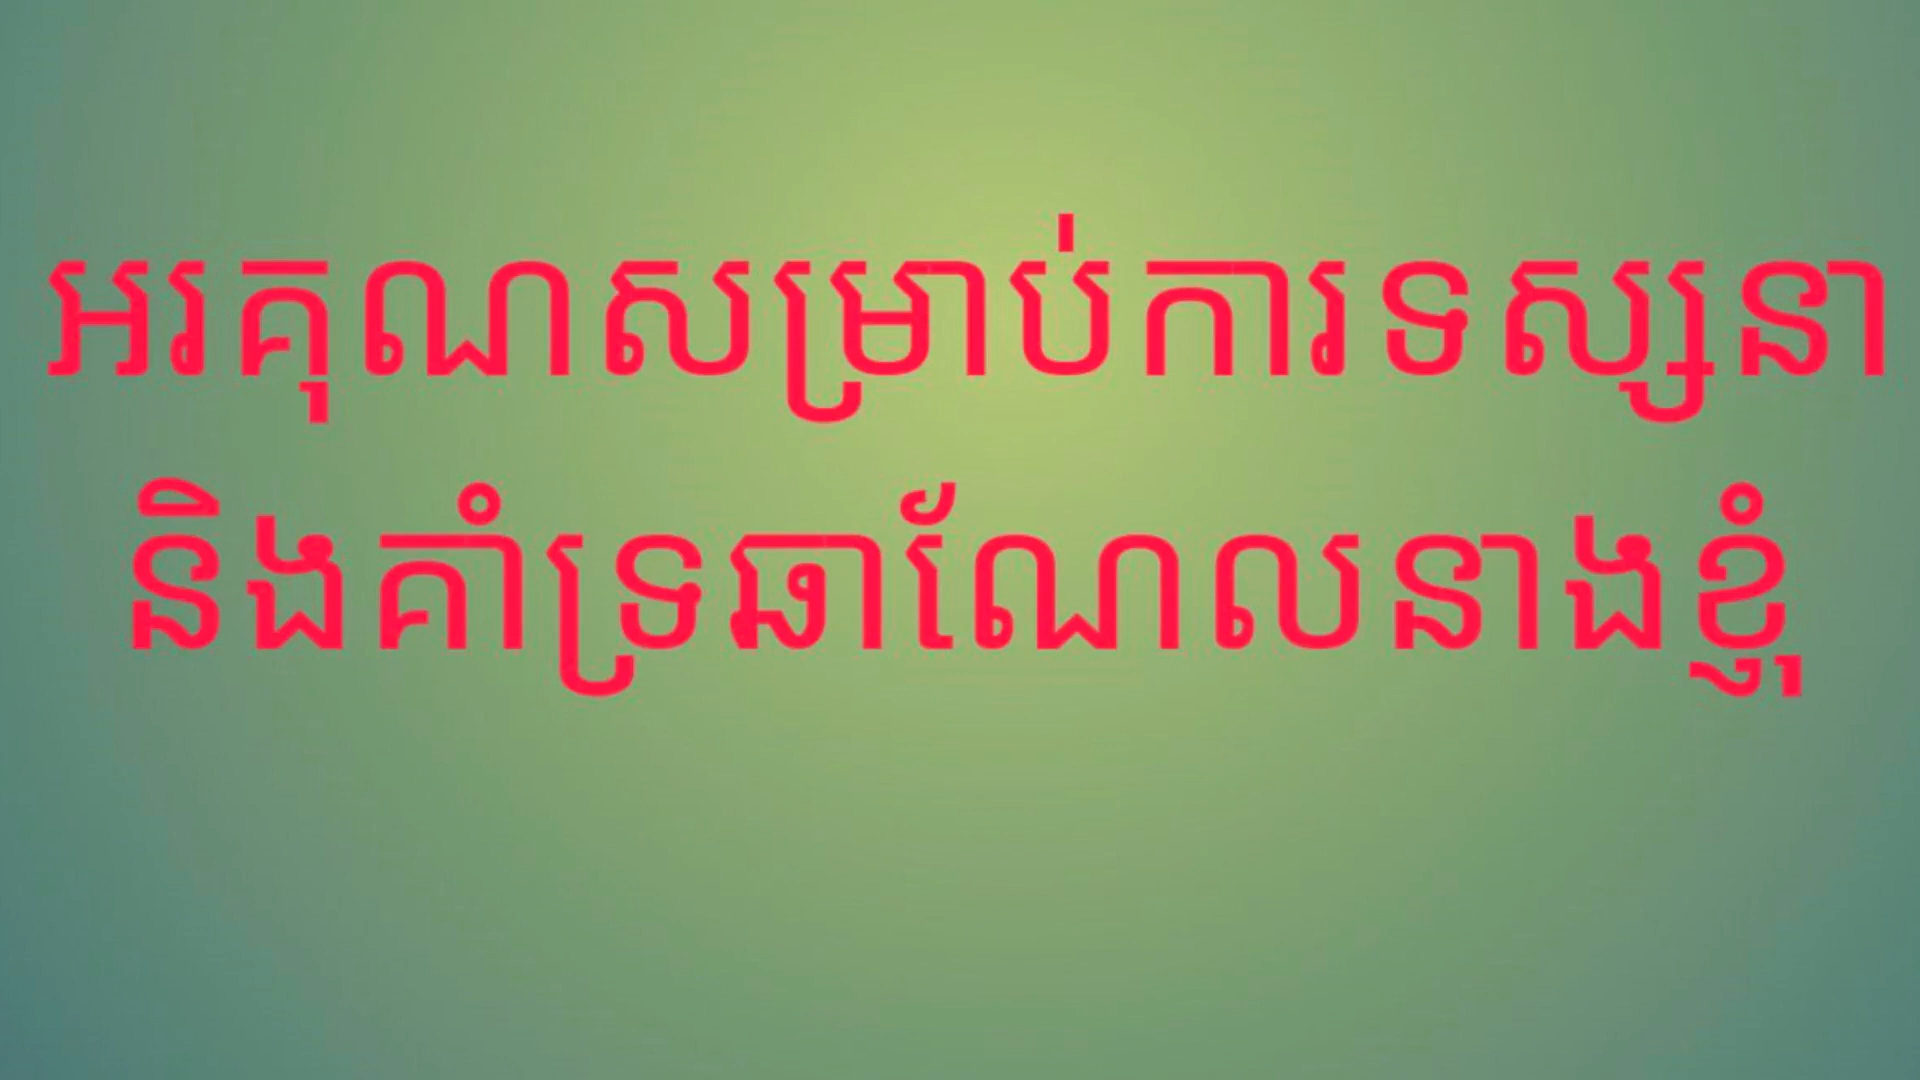 អរគុណសម្រាប់ការទស្សនា
និងគាំទ្រឆាណែ៍លនាងខ្ញុំ